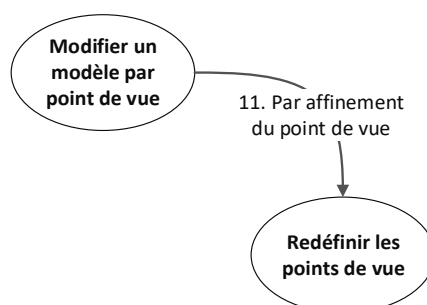 Modifier un
modèle par
point de vue
11. Par affinement
du point de vue
Redéfinir les
points de vue